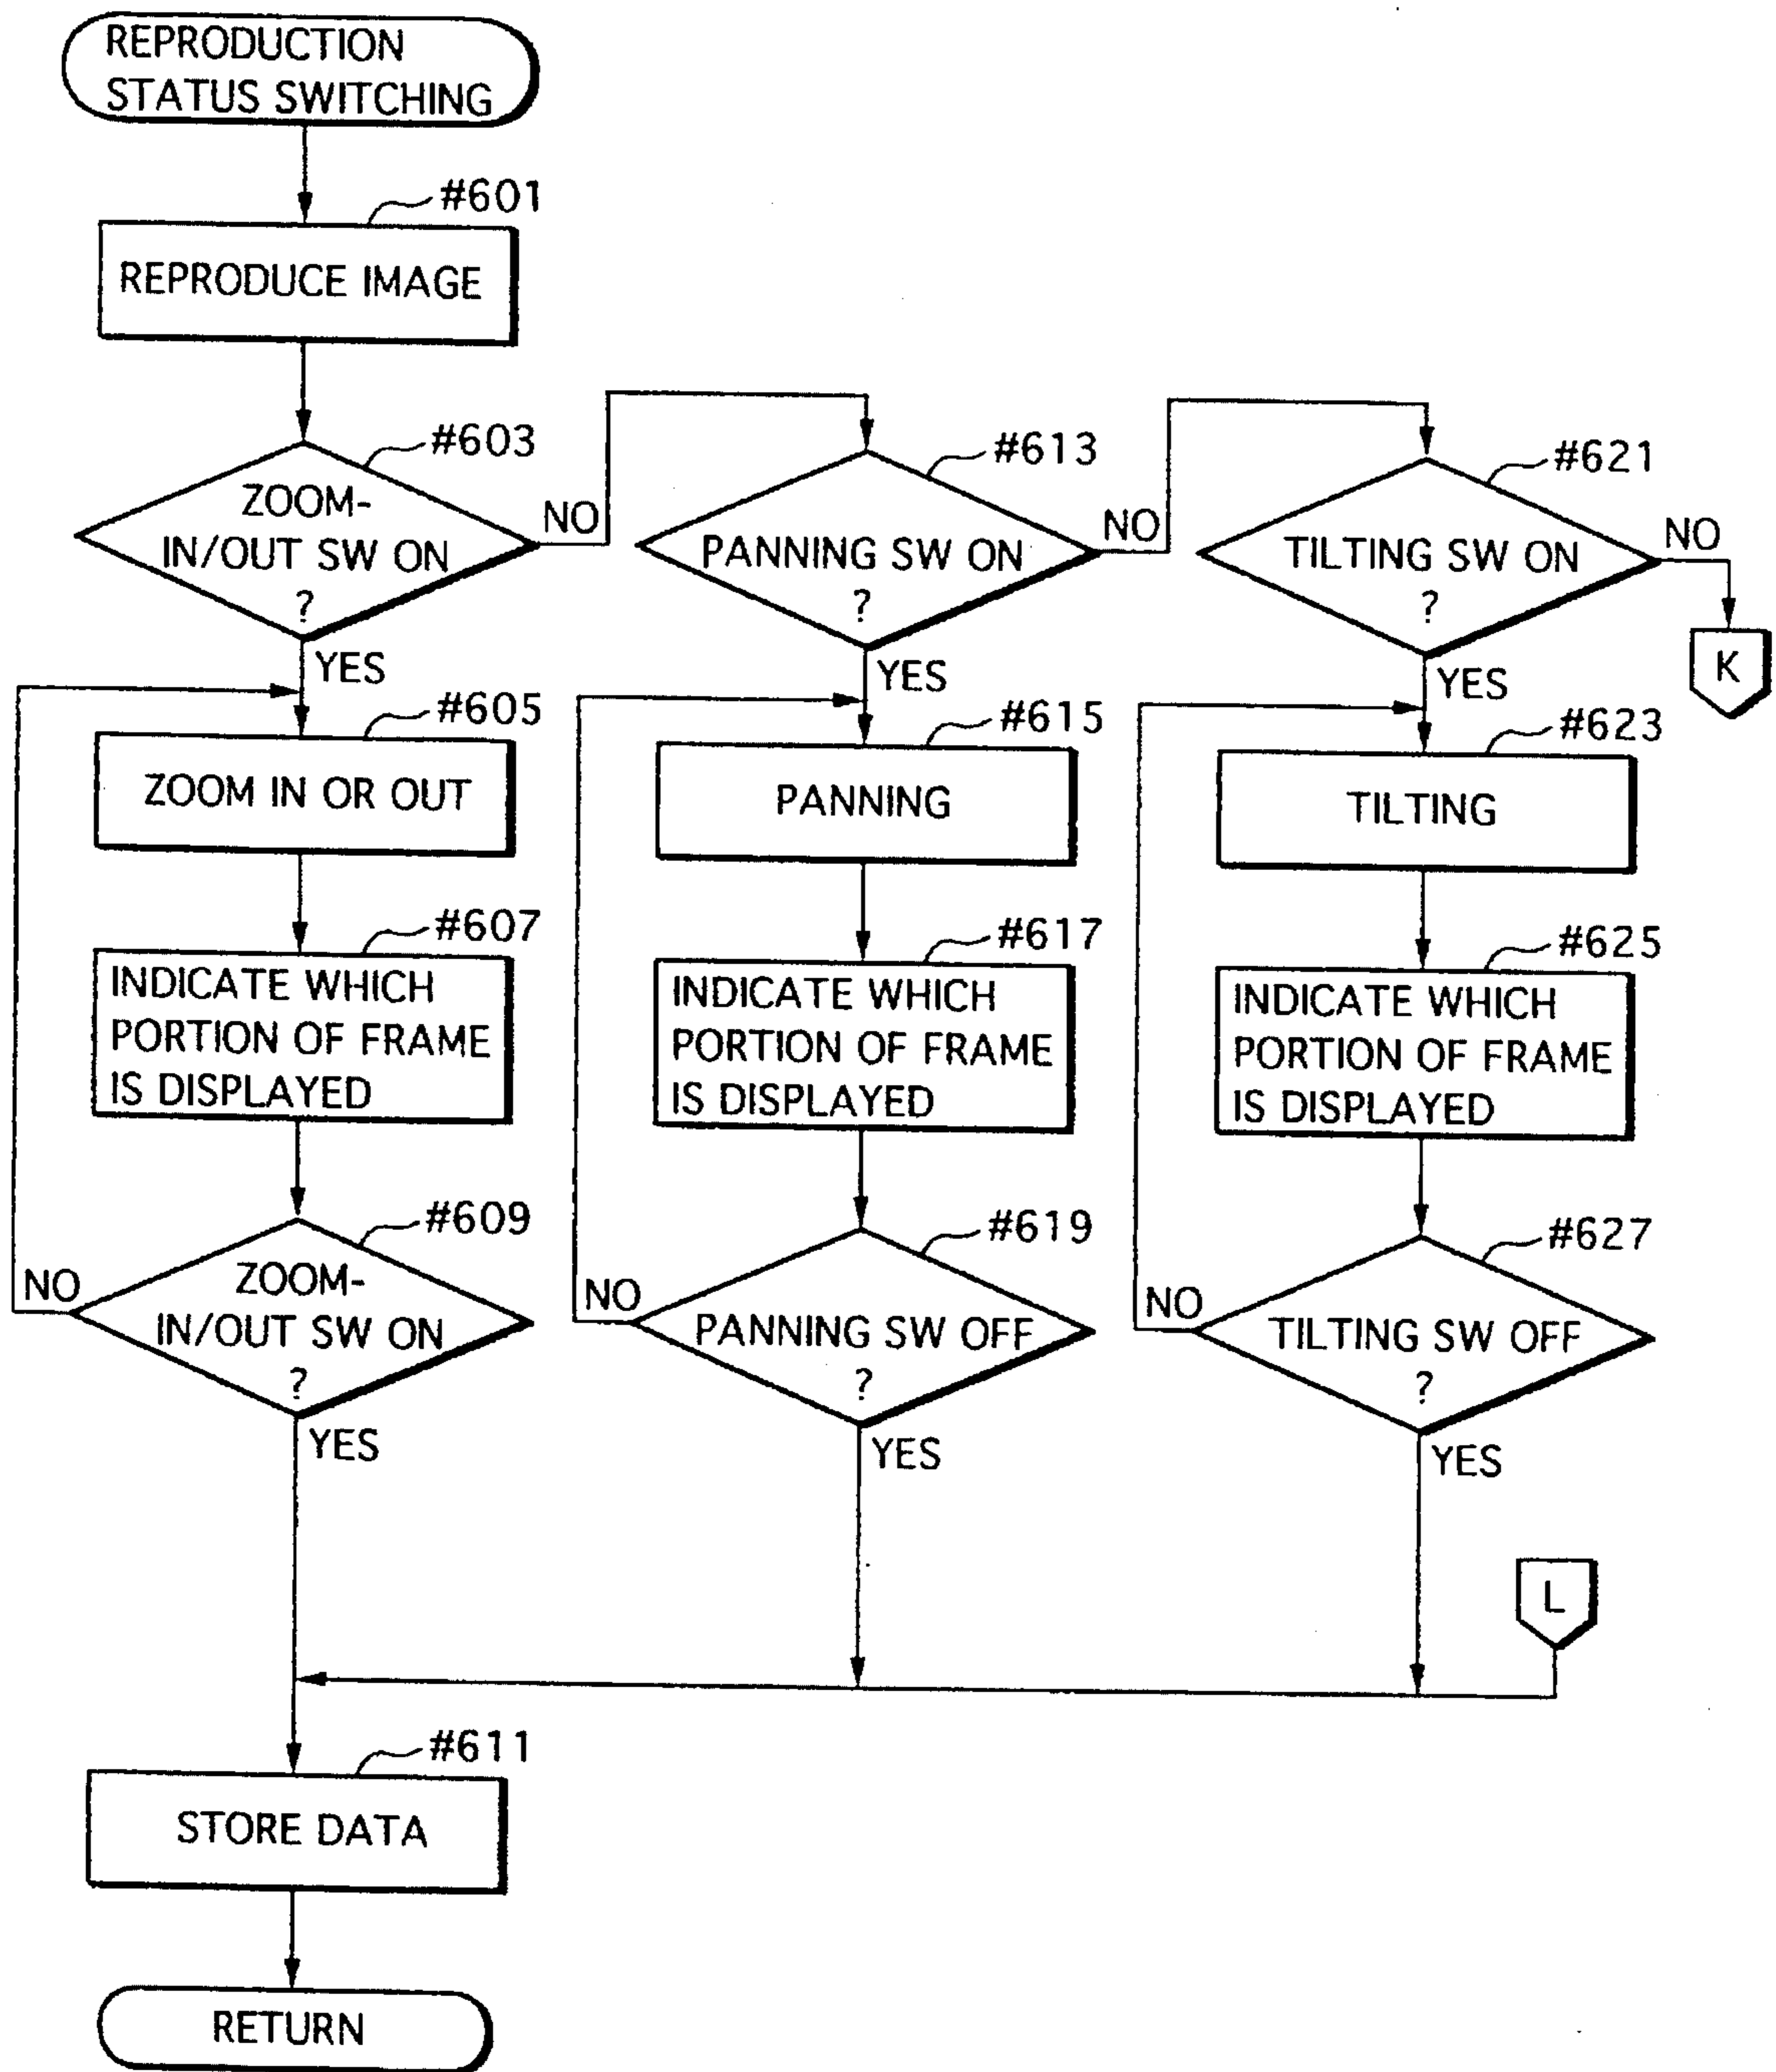 REPRODUCTION
STATUS SWITCHING
#601
REPRODUCE IMAGE
#603
ZOOM-
IN/OUT SW ON
?
NO
YES
#613
PANNING SW ON
?
NO
YES
#621
TILTING SW ON
?
NO
YES
K
#605
ZOOM IN OR OUT
#615
PANNING
#623
TILTING
#607
INDICATE WHICH
PORTION OF FRAME
IS DISPLAYED
#617
INDICATE WHICH
PORTION OF FRAME
IS DISPLAYED
#625
INDICATE WHICH
PORTION OF FRAME
IS DISPLAYED
#609
ZOOM-
IN/OUT SW ON
?
NO
YES
#619
PANNING SW OFF
?
NO
YES
#627
TILTING SW OFF
?
NO
YES
L
#611
STORE DATA
RETURN